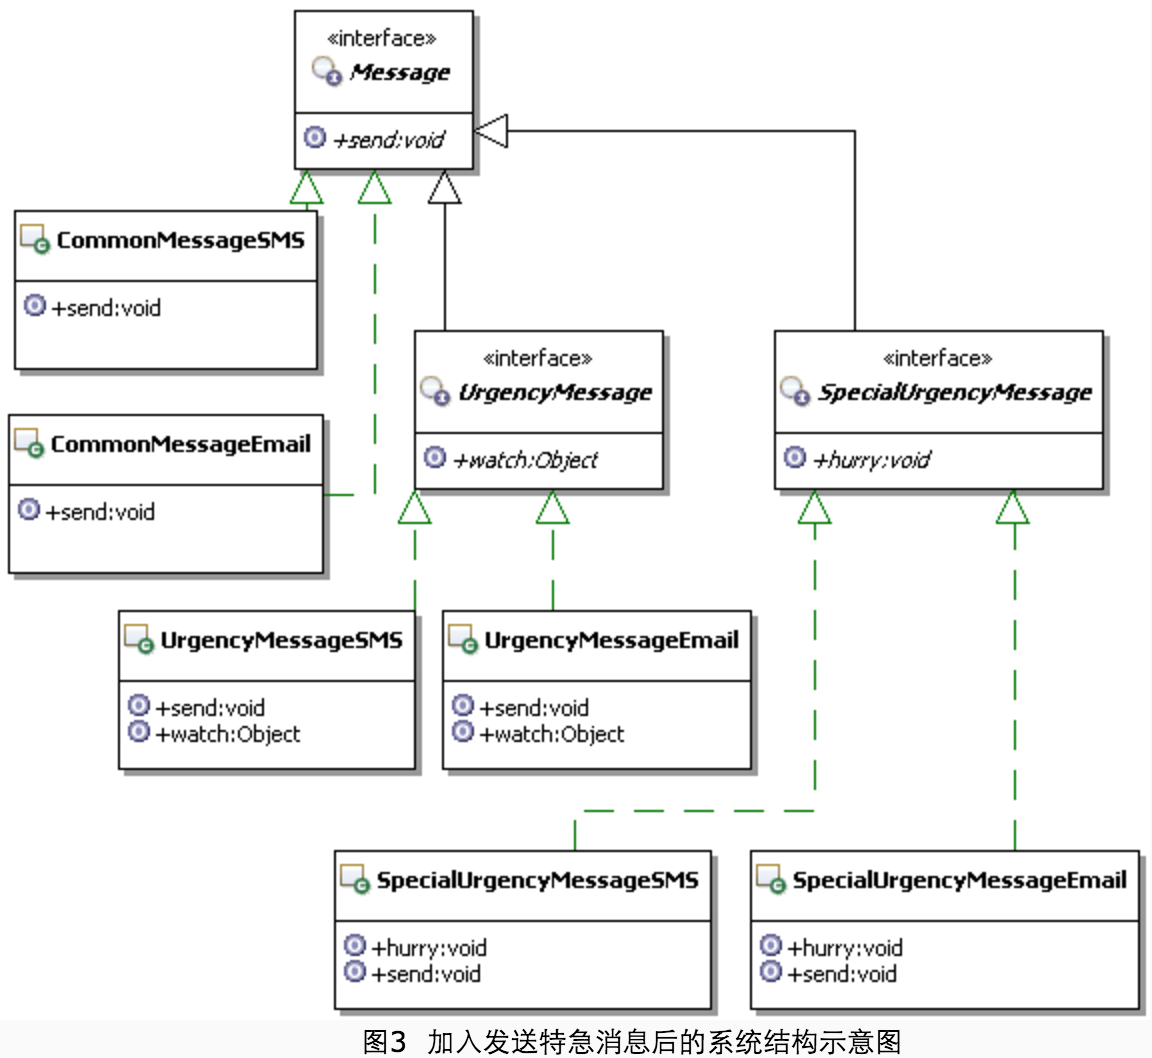 «interface»
Message
+send:void
CommonMessageSMS
+send:void
«interface»
UrgencyMessage
+watch:Object
«interface»
SpecialUrgencyMessage
+hurry:void
CommonMessageEmail
+send:void
UrgencyMessageSMS
+send:void
+watch:Object
UrgencyMessageEmail
+send:void
+watch:Object
SpecialUrgencyMessageSMS
+hurry:void
+send:void
SpecialUrgencyMessageEmail
+hurry:void
+send:void
图3 加入发送特急消息后的系统结构示意图